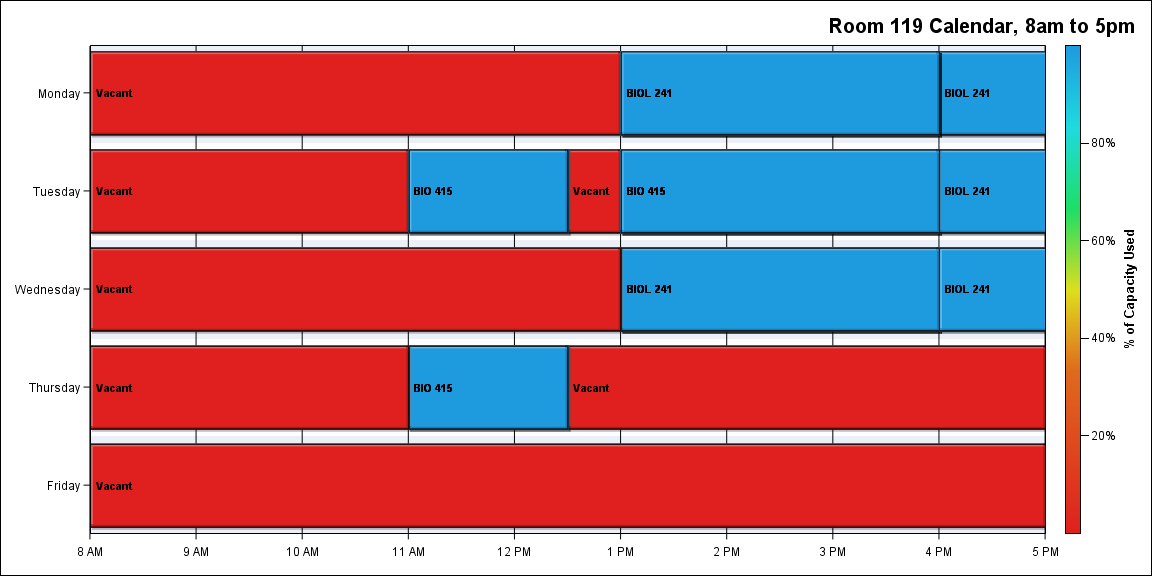 Room 119 Calendar, 8am to 5pm
Monday Vacant BIOL 241 BIOL 241
80%
Tuesday Vacant BIO 415 Vacant BIO 415 BIOL 241
60%
% of Capacity Used
Wednesday Vacant BIOL 241 BIOL 241
40%
Thursday Vacant BIO 415 Vacant
20%
Friday Vacant
8 AM 9 AM 10 AM 11 AM 12 PM 1 PM 2 PM 3 PM 4 PM 5 PM